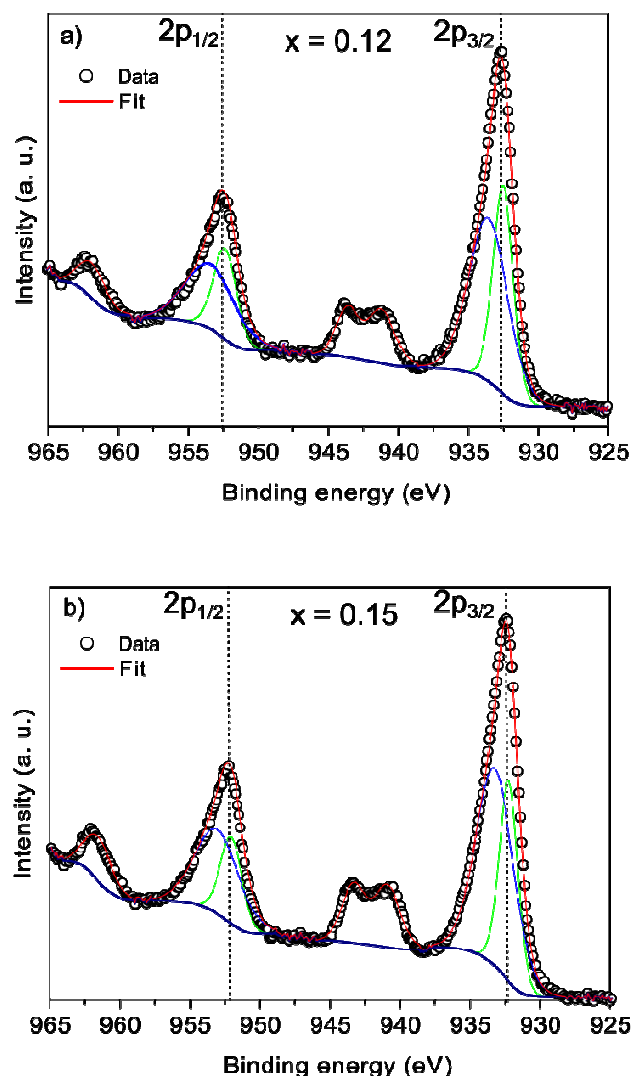 a)
2p1/2
x = 0.12
2p3/2
Data
FIt
Intensity (a. u.)
965 960 955 950 945 940 935 930 925
Binding energy (eV)
b)
2p1/2
x = 0.15
2p3/2
Data
FIt
Intensity (a. u.)
965 960 955 950 945 940 935 930 925
Binding energy (eV)